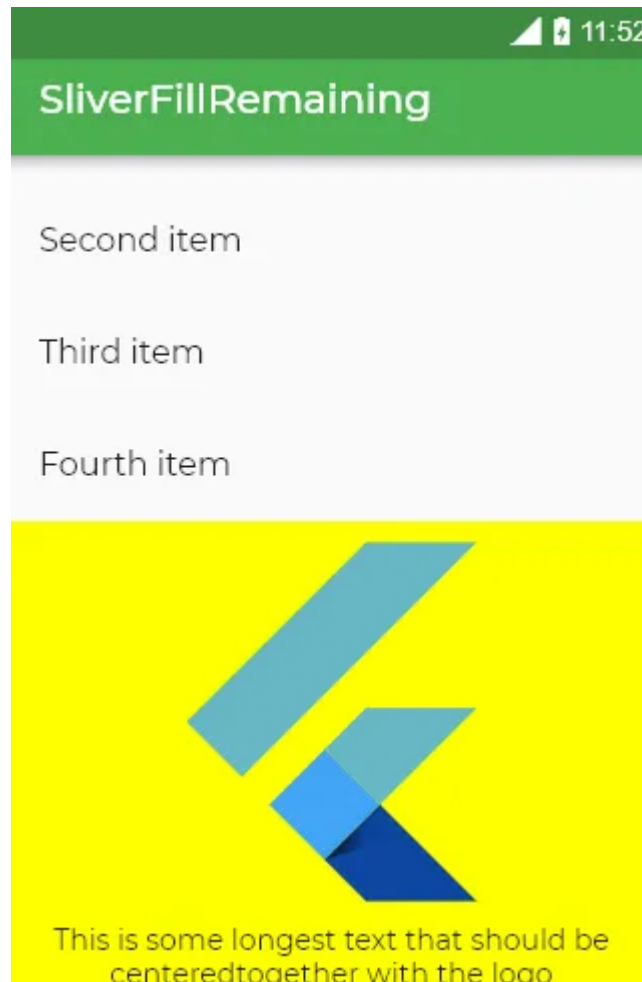 11:52
SliverFillRemaining
Second item
Third item
Fourth item
This is some longest text that should be
centeredtogether with the logo